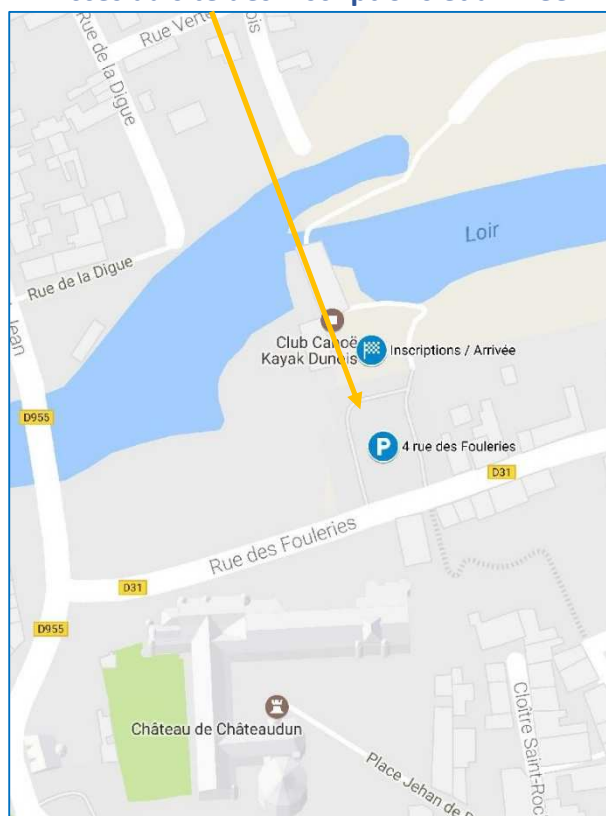 Rue Verte
Rue de la Digue
Loir
Rue de la Digue
Club Canoë
Kayak Dunois
Inscriptions / Arrivée
D955
4 rue des Fouleries
D31
Rue des Fouleries
D31
D955
Château de Châteaudun
Cloître Saint-Roc
Place Jehan de